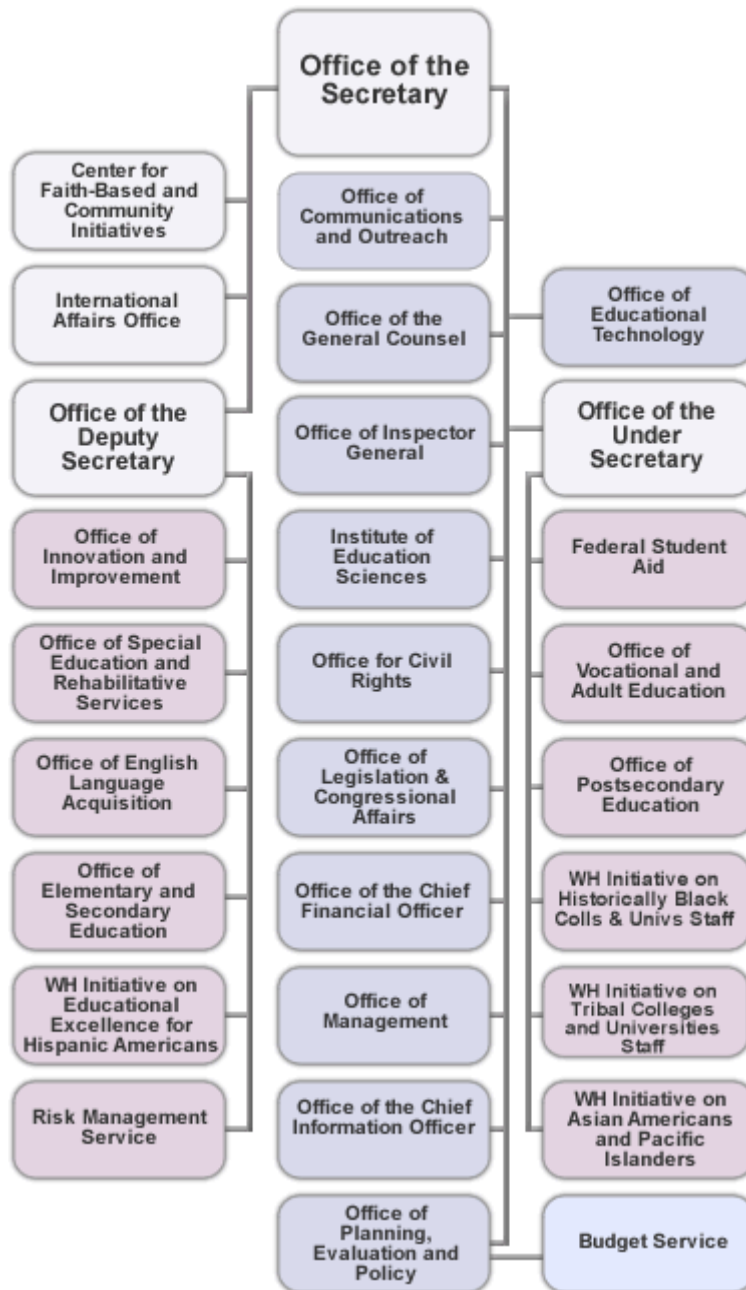 Office of the
Secretary
Center for
Faith-Based and
Community
Initiatives
International
Affairs Office
Office of the
Deputy
Secretary
Office of
Innovation and
Improvement
Office of Special
Education and
Rehabilitative
Services
Office of English
Language
Acquisition
Office of
Elementary and
Secondary
Education
WH Initiative on
Educational
Excellence for
Hispanic Americans
Risk Management
Service
Office of
Communications
and Outreach
Office of the
General Counsel
Office of Inspector
General
Institute of
Education
Sciences
Office for Civil
Rights
Office of
Legislation &
Congressional
Affairs
Office of the Chief
Financial Officer
Office of
Management
Office of the Chief
Information Officer
Office of
Planning,
Evaluation and
Policy
Office of
Educational
Technology
Office of the
Under
Secretary
Federal Student
Aid
Office of
Vocational and
Adult Education
Office of
Postsecondary
Education
WH Initiative on
Historically Black
Colls & Univs Staff
WH Initiative on
Tribal Colleges
and Universities
Staff
WH Initiative on
Asian Americans
and Pacific
Islanders
Budget Service